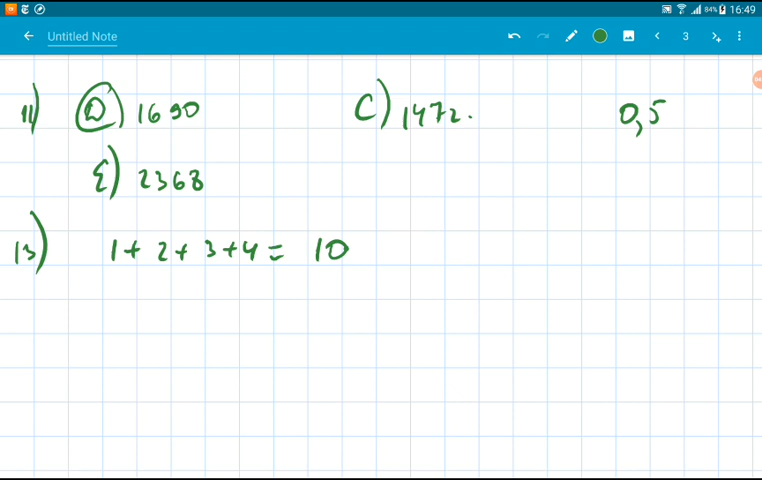 84% 16:49
Untitled Note 3
11) D) 1690 C) 1472. 0,5
E) 2368
13) 1 + 2 + 3 + 4 = 10